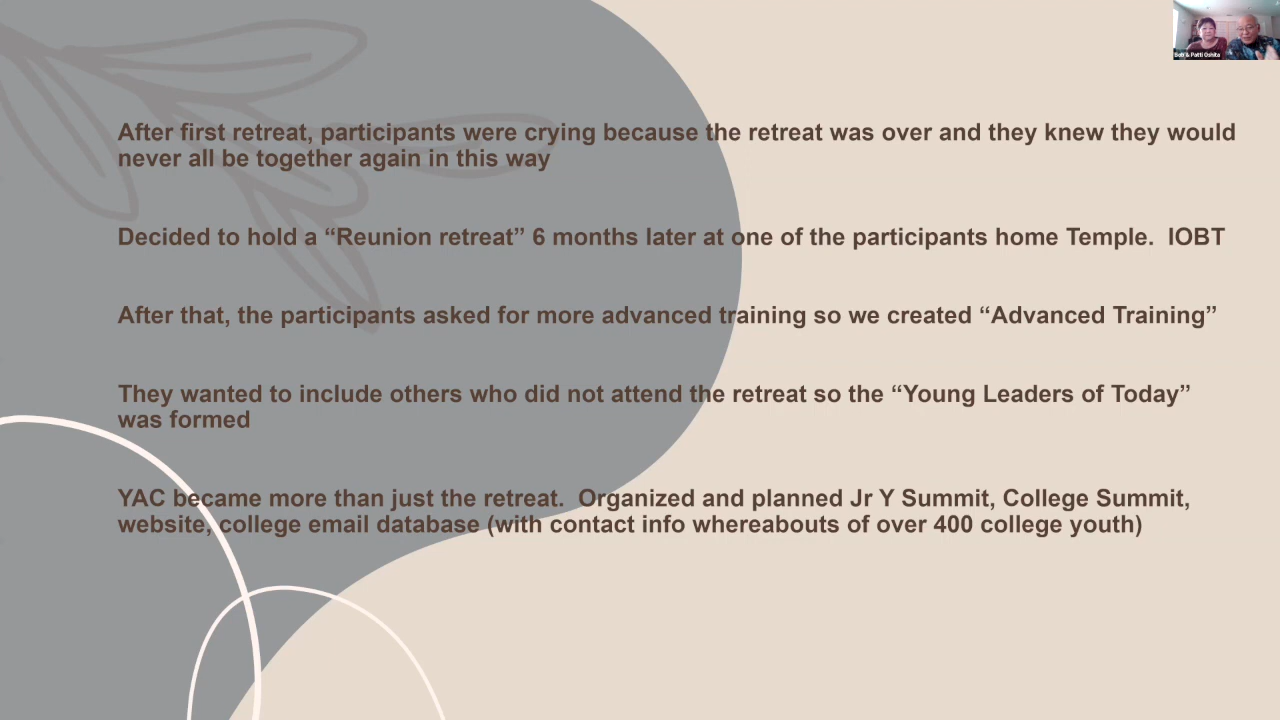 Bob & Patti Oshita
After first retreat, participants were crying because the retreat was over and they knew they would
never all be together again in this way
Decided to hold a “Reunion retreat” 6 months later at one of the participants home Temple.  IOBT
After that, the participants asked for more advanced training so we created “Advanced Training”
They wanted to include others who did not attend the retreat so the “Young Leaders of Today”
was formed
YAC became more than just the retreat.  Organized and planned Jr Y Summit, College Summit,
website, college email database (with contact info whereabouts of over 400 college youth)